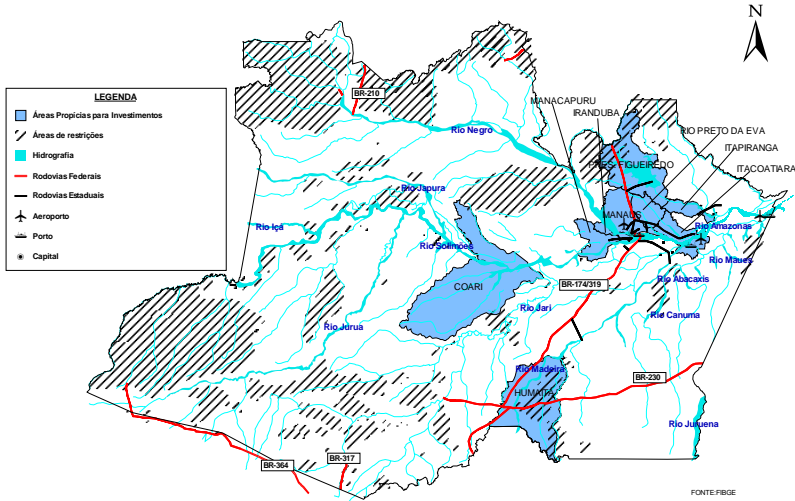 N
LEGENDA
Áreas Propícias para Investimentos
Áreas de restrições
Hidrografia
Rodovias Federais
Rodovias Estaduais
Aeroporto
Porto
Capital
BR-210
MANACAPURU
IRANDUBA
Rio Negro
RIO PRETO DA EVA
ITAPIRANGA
PRES. FIGUEIREDO
ITACOATIARA
Rio Japura
MANAUS
Rio Içá
Rio Amazonas
Rio Solimões
Rio Maues
Rio Abacaxis
COARI
BR-174/319
Rio Jari
Rio Canuma
Rio Jurua
Rio Madeira
BR-230
HUMAITÁ
Rio Juruena
BR-317
BR-364
FONTE:FIBGE